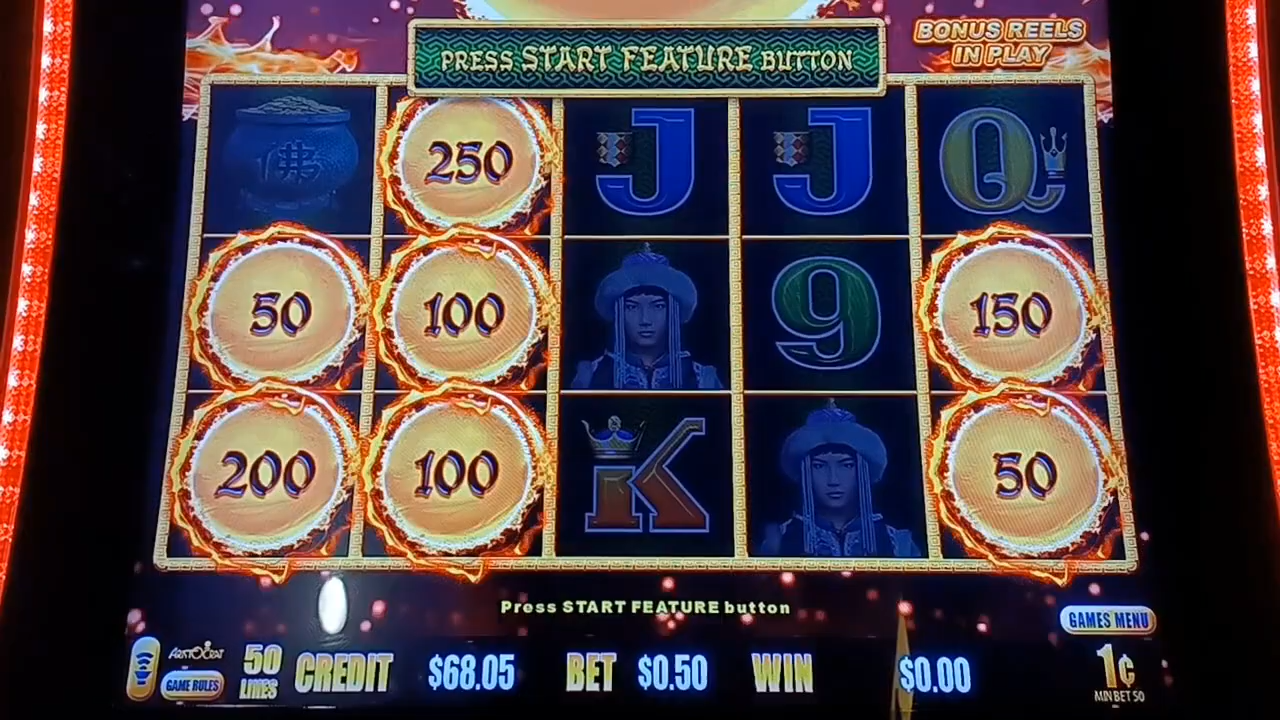 BONUS REELS
IN PLAY
PRESS START FEATURE BUTTON
佛
250
J
J
Q
50
100
9
150
200
100
K
50
Press START FEATURE button
GAMES MENU
ARISTOCRAT
GAME RULES
50
LINES
CREDIT $68.05 BET $0.50 WIN $0.00
1¢
MIN BET 50